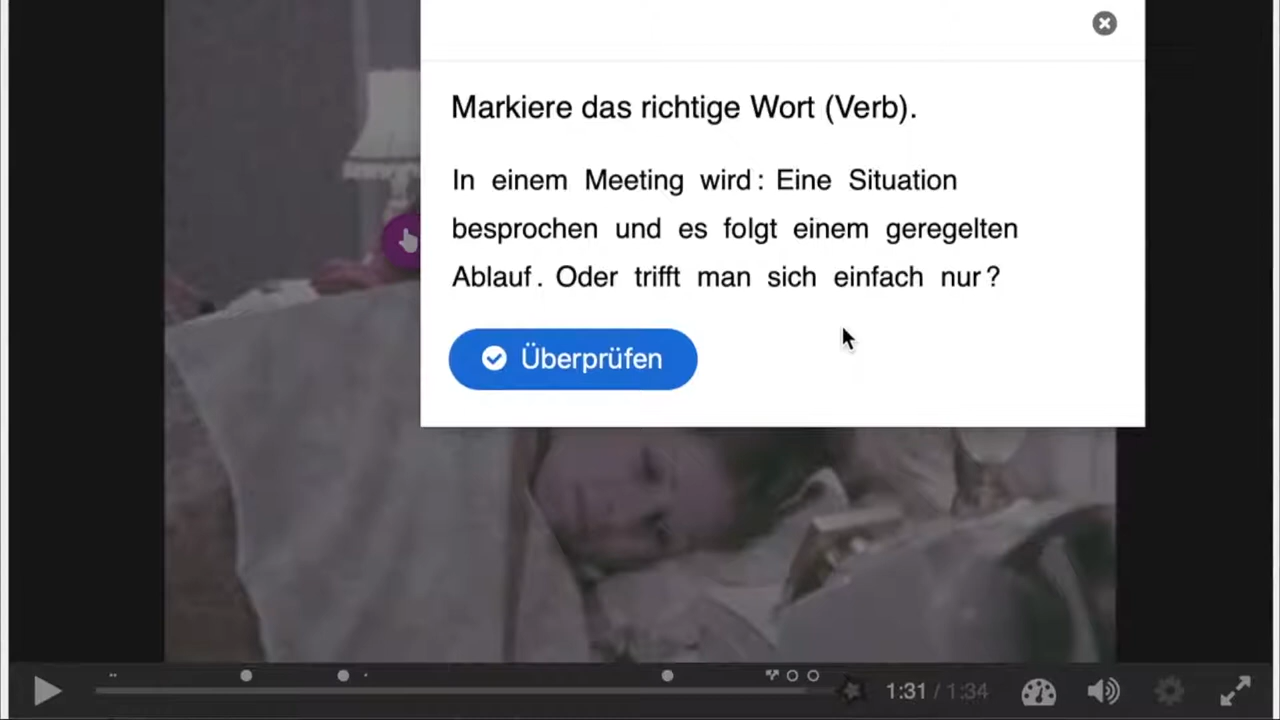 Markiere das richtige Wort (Verb).
In einem Meeting wird: Eine Situation
besprochen und es folgt einem geregelten
Ablauf. Oder trifft man sich einfach nur?
Überprüfen
1:31 / 1:34